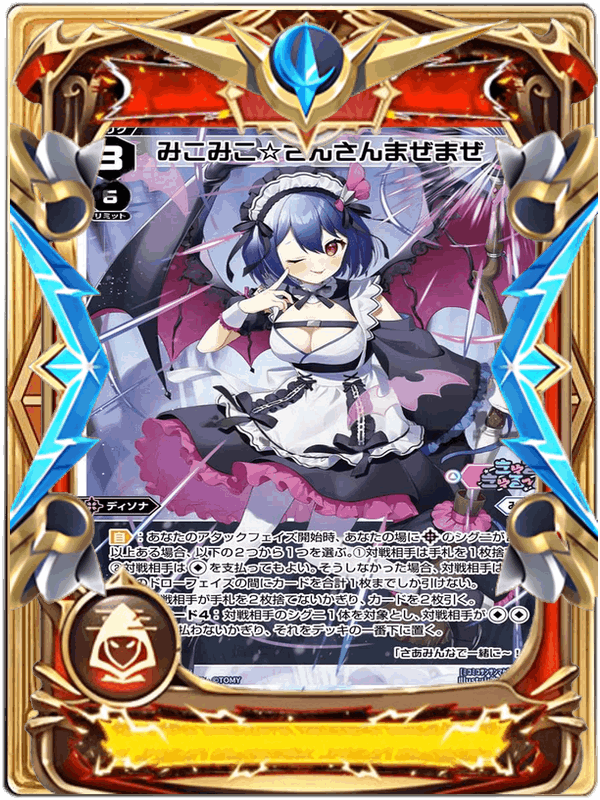 3
みこみこ☆さんさんまぜまぜ
6
リミット
ディソナ
自：あなたのアタックフェイズ開始時、あなたの場に のシグニが
以上ある場合、以下の２つから１つを選ぶ。①対戦相手は手札を１枚捨
②対戦相手は を支払ってもよい。そうしなかった場合、対戦相手は
のドローフェイズの間にカードを合計１枚までしか引けない。
戦相手が手札を２枚捨てないかぎり、カードを２枚引く。
ード４：対戦相手のシグニ１体を対象とし、対戦相手が
払わないかぎり、それをデッキの一番下に置く。
「さあみんなで一緒に～！
©TOMY